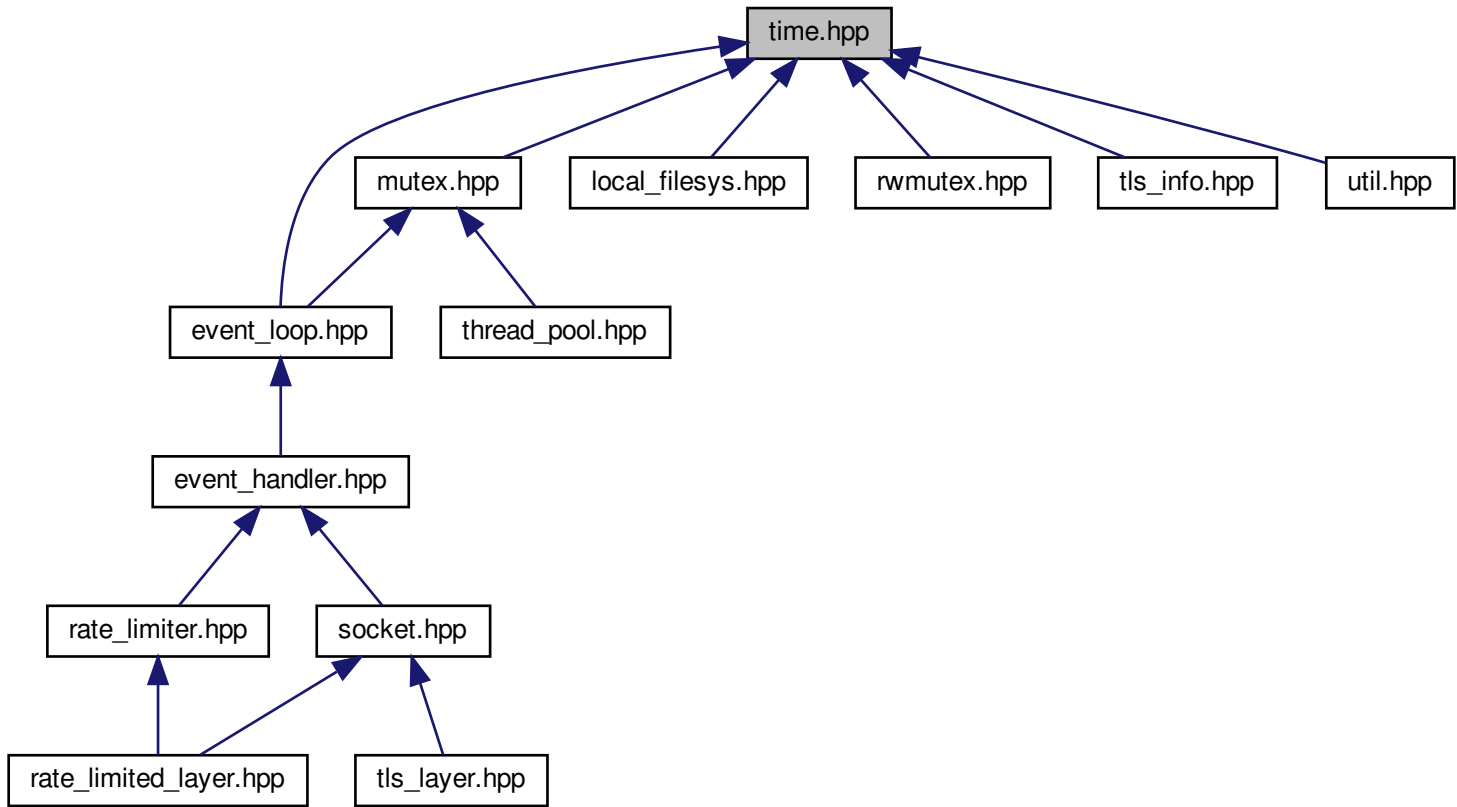 time.hpp
mutex.hpp
local_filesys.hpp
rwmutex.hpp
tls_info.hpp
util.hpp
event_loop.hpp
thread_pool.hpp
event_handler.hpp
rate_limiter.hpp
socket.hpp
rate_limited_layer.hpp
tls_layer.hpp